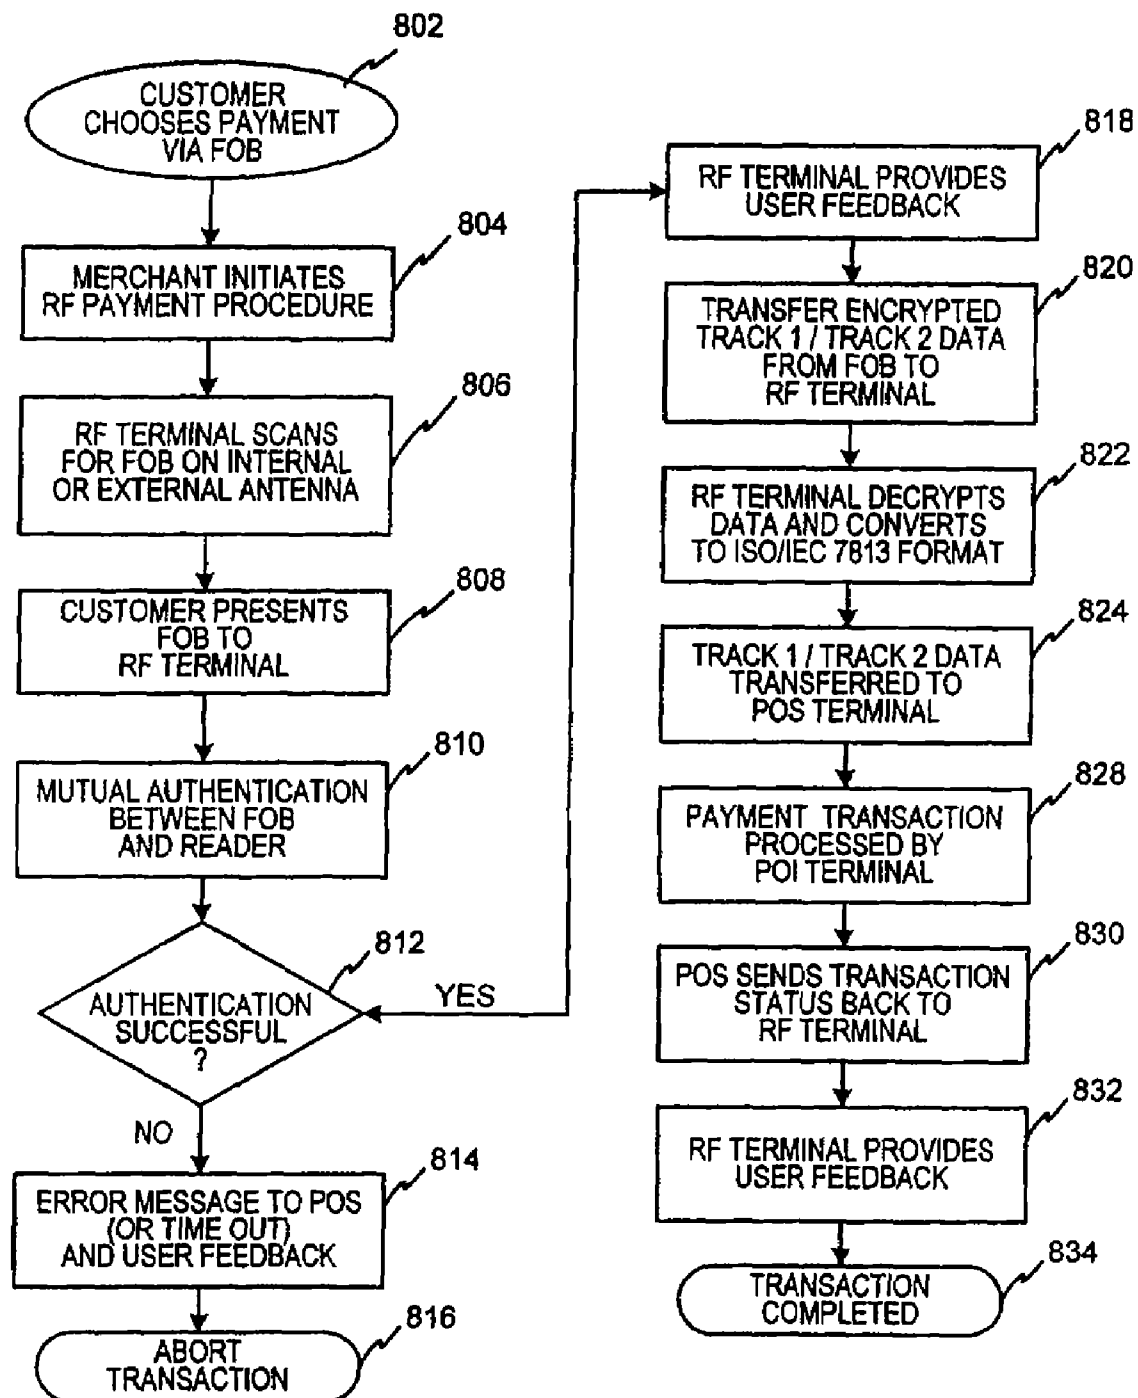 802
CUSTOMER
CHOOSES PAYMENT
VIA FOB
804
MERCHANT INITIATES
RF PAYMENT PROCEDURE
806
RF TERMINAL SCANS
FOR FOB ON INTERNAL
OR EXTERNAL ANTENNA
808
CUSTOMER PRESENTS
FOB TO
RF TERMINAL
810
MUTUAL AUTHENTICATION
BETWEEN FOB
AND READER
812
AUTHENTICATION
SUCCESSFUL
?
YES
NO
814
ERROR MESSAGE TO POS
(OR TIME OUT)
AND USER FEEDBACK
816
ABORT
TRANSACTION
818
RF TERMINAL PROVIDES
USER FEEDBACK
820
TRANSFER ENCRYPTED
TRACK 1 / TRACK 2 DATA
FROM FOB TO
RF TERMINAL
822
RF TERMINAL DECRYPTS
DATA AND CONVERTS
TO ISO/IEC 7813 FORMAT
824
TRACK 1 / TRACK 2 DATA
TRANSFERRED TO
POS TERMINAL
828
PAYMENT TRANSACTION
PROCESSED BY
POI TERMINAL
830
POS SENDS TRANSACTION
STATUS BACK TO
RF TERMINAL
832
RF TERMINAL PROVIDES
USER FEEDBACK
834
TRANSACTION
COMPLETED